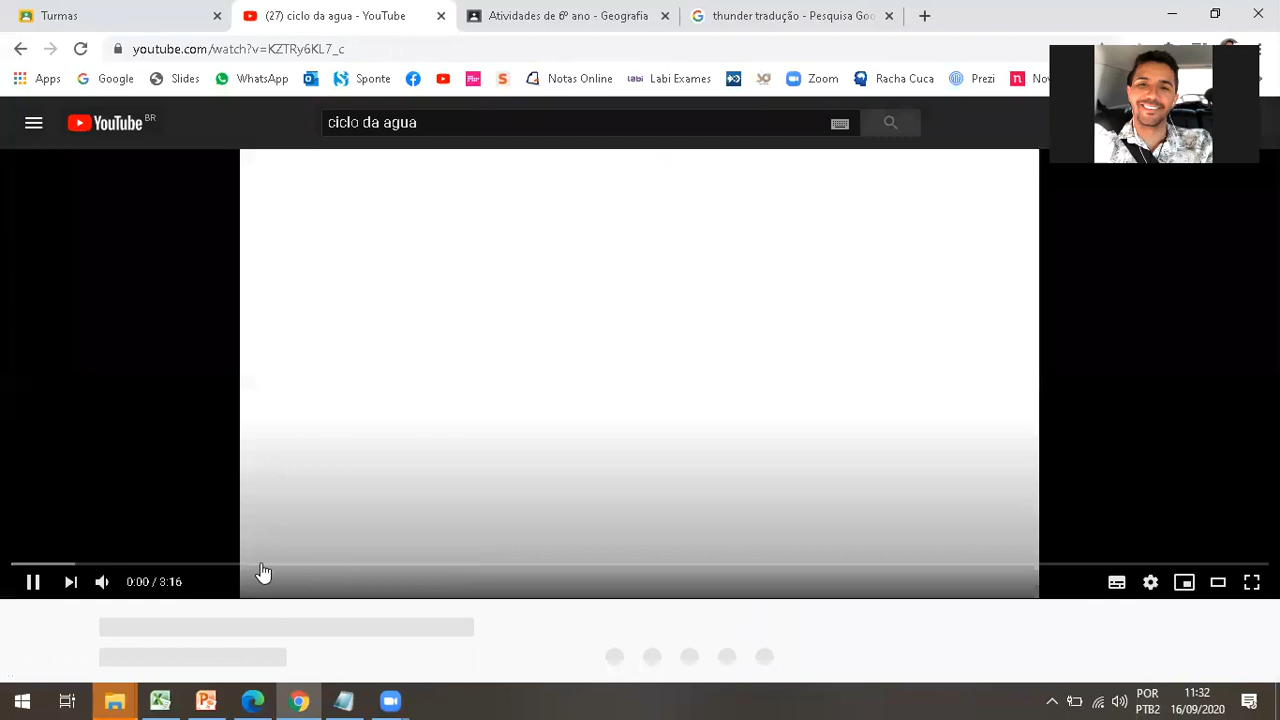 Turmas
(27) ciclo da agua - YouTube
Atividades de 6º ano - Geografia
thunder tradução - Pesquisa Goo
youtube.com/watch?v=KZTRy6KL7_c
Apps
Google
Slides
WhatsApp
Sponte
Notas Online
labi Labi Exames
Zoom
Racha Cuca
Prezi
Nov
YouTube BR
ciclo da agua
0:00 / 3:16
POR
PTB2
11:32
16/09/2020